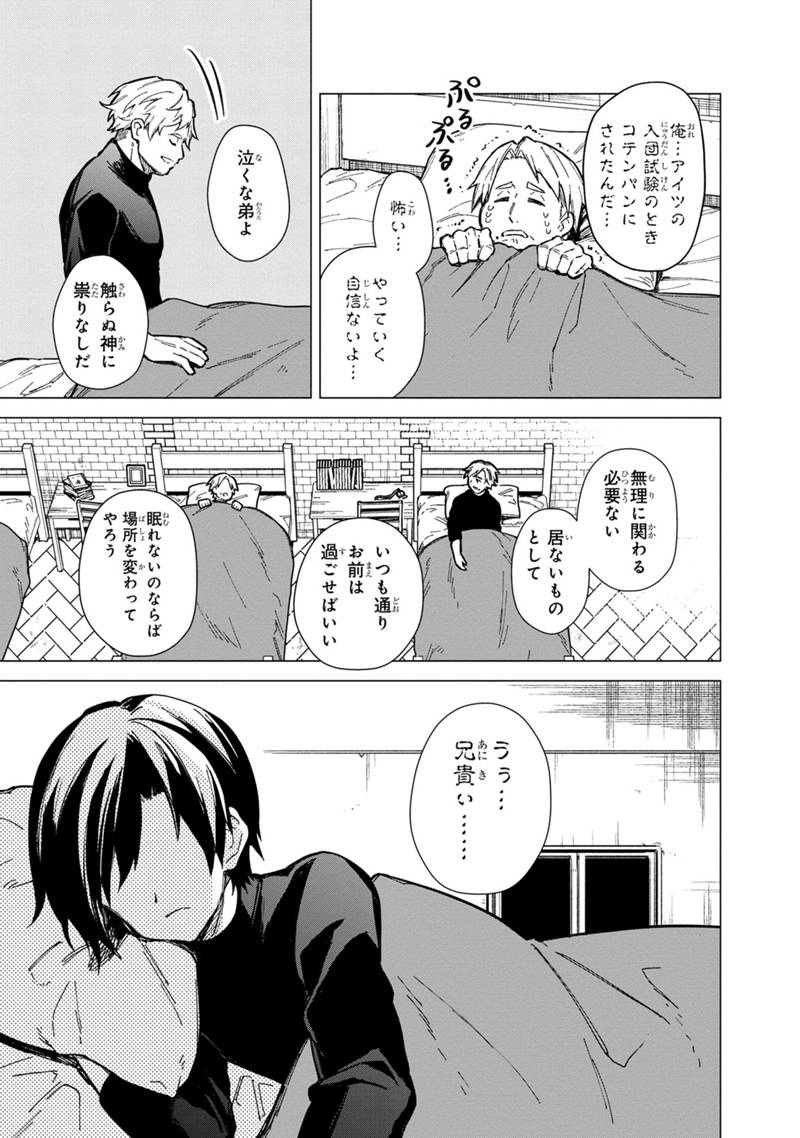 俺…アイツの
入団試験のとき
コテンパンに
されたんだ…
ぷるぷる…
怖い…
やっていく
自信ないよ…
泣くな弟よ
触らぬ神に
祟りなしだ
無理に関わる
必要ない
居ないもの
として
いつも通り
お前は
過ごせばいい
眠れないのならば
場所を変わって
やろう
うぅ…
兄貴ぃ……